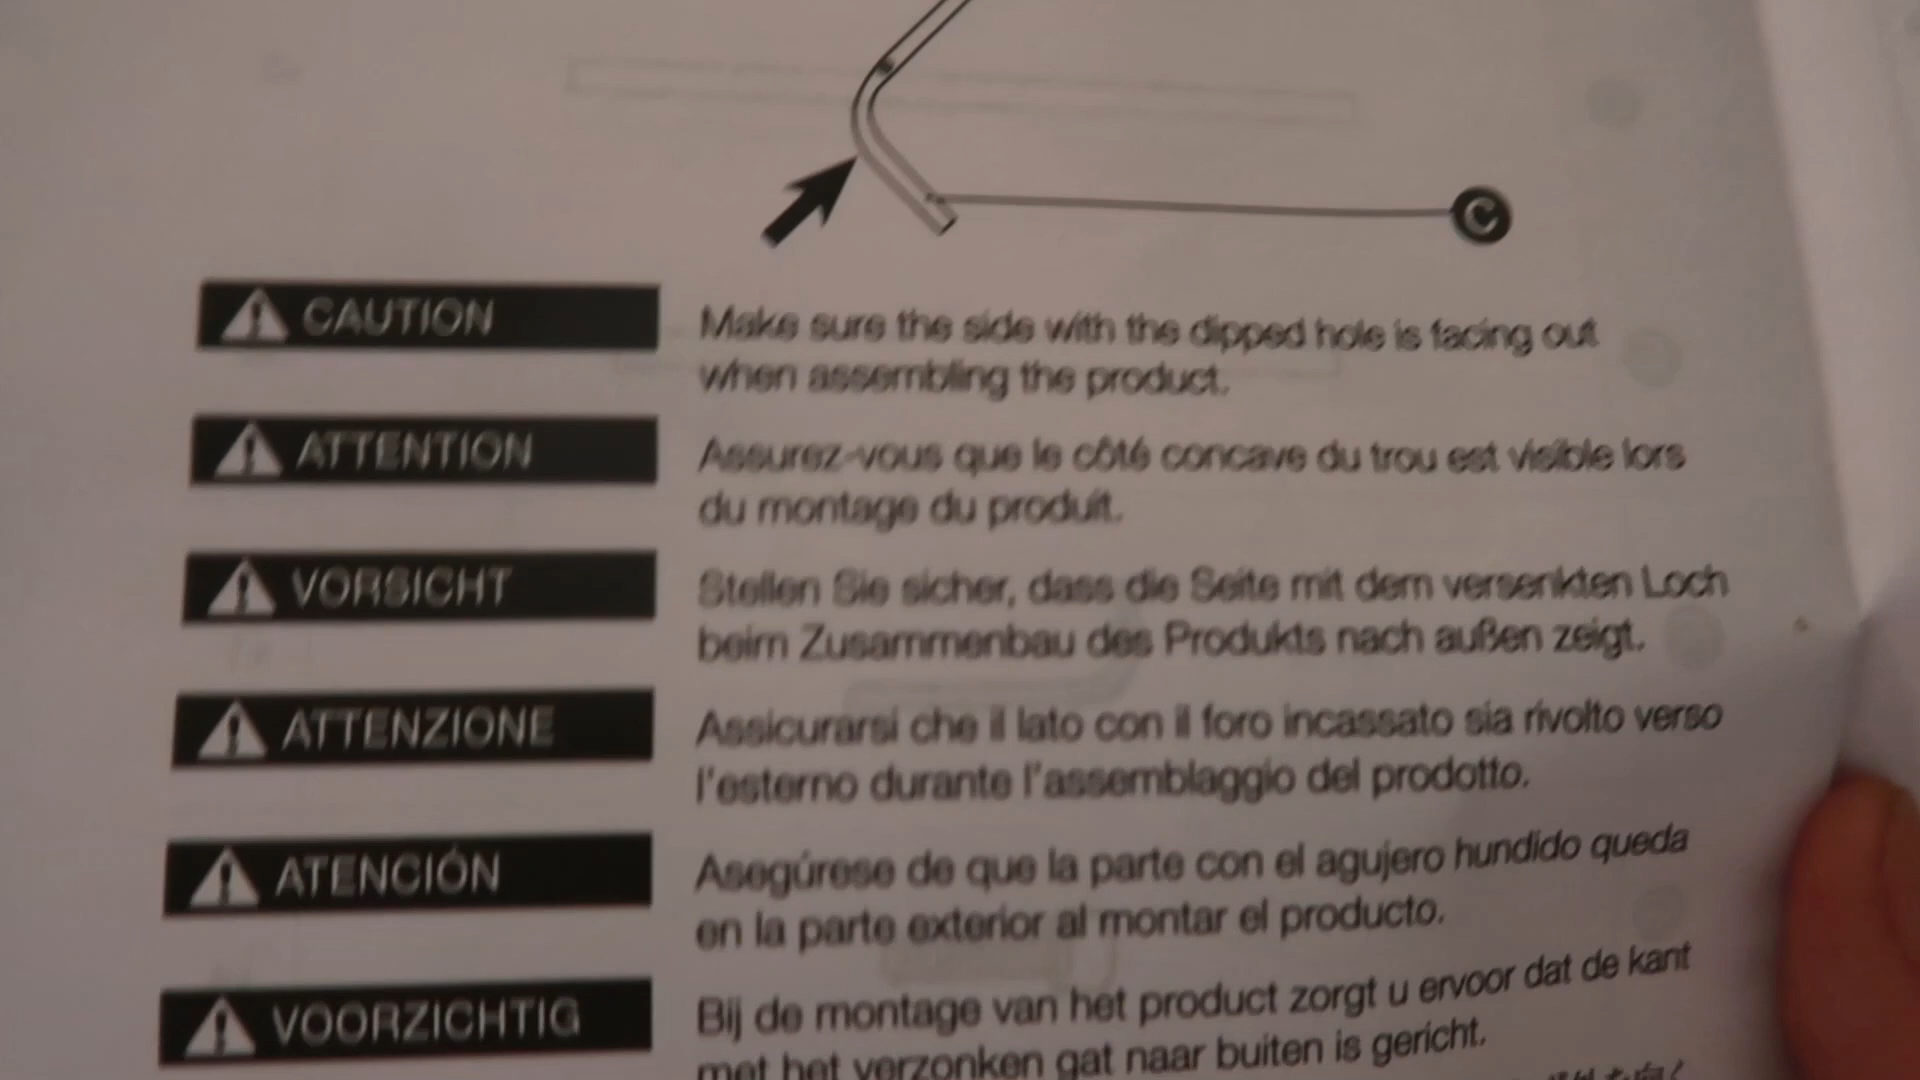 C
CAUTION
Make sure the side with the dipped hole is facing out
when assembling the product.
ATTENTION
Assurez-vous que le côté concave du trou est visible lors
du montage du produit.
VORSICHT
Stellen Sie sicher, dass die Seite mit dem versenkten Loch
beim Zusammenbau des Produkts nach außen zeigt.
ATTENZIONE
Assicurarsi che il lato con il foro incassato sia rivolto verso
l'esterno durante l'assemblaggio del prodotto.
ATENCIÓN
Asegúrese de que la parte con el agujero hundido queda
en la parte exterior al montar el producto.
VOORZICHTIG
Bij de montage van het product zorgt u ervoor dat de kant
met het verzonken gat naar buiten is gericht.